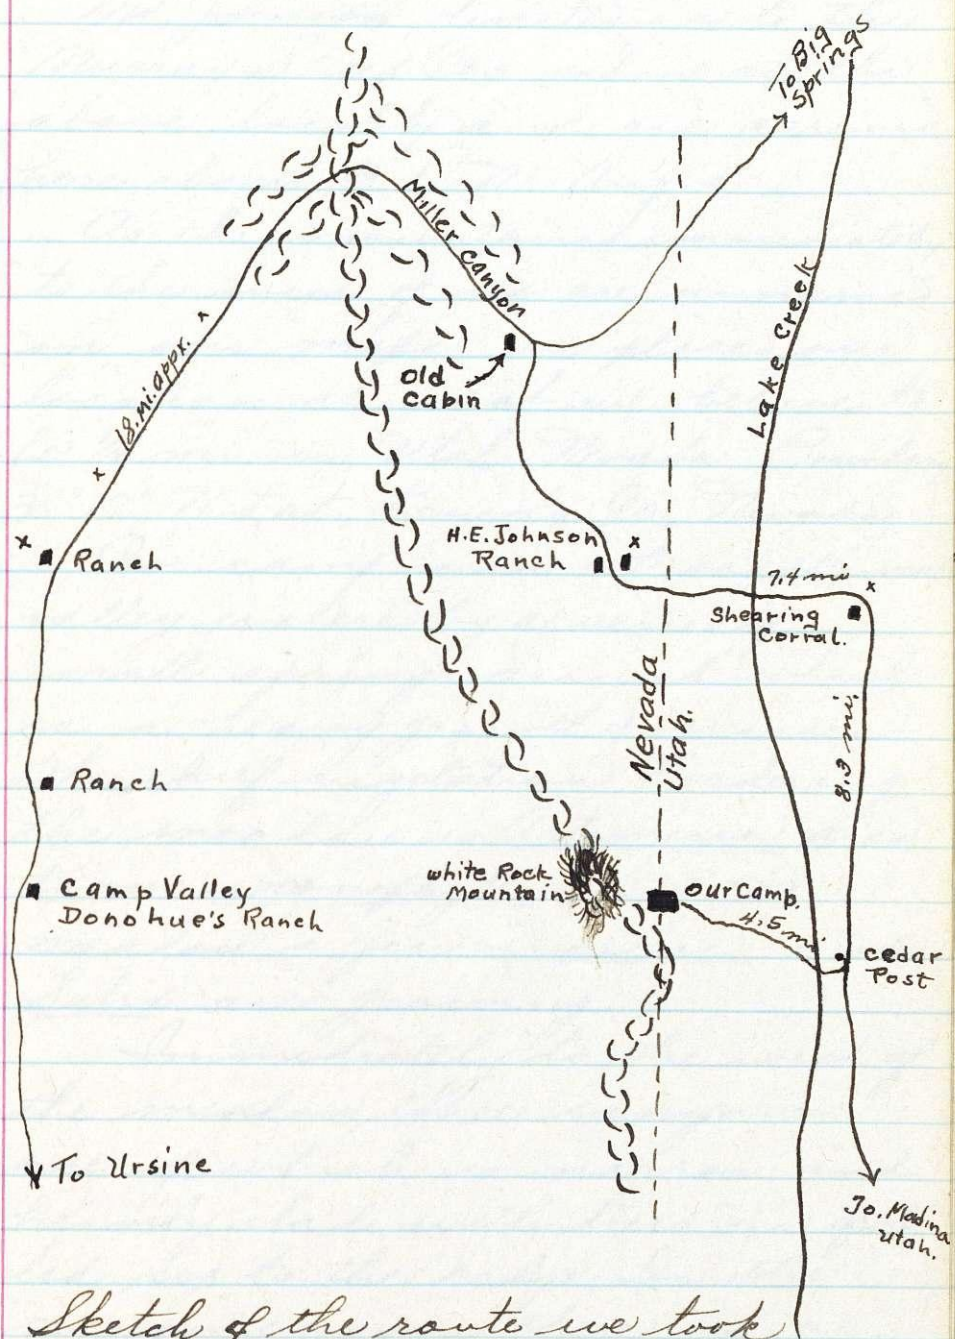 To Big
Springs
Miller Canyon
Lake Creek
18.mi.appx.
Old
Cabin
H.E.Johnson
Ranch
x
x
x
x
Ranch
7.4 mi
Shearing
Corral.
8.3 mi.
Nevada
Utah.
Ranch
white Rock
Mountain
our Camp.
4.5 mi
Camp Valley
Donohue's Ranch
Cedar
Post
To Ursine
To. Modina
Utah.
Sketch of the route we took